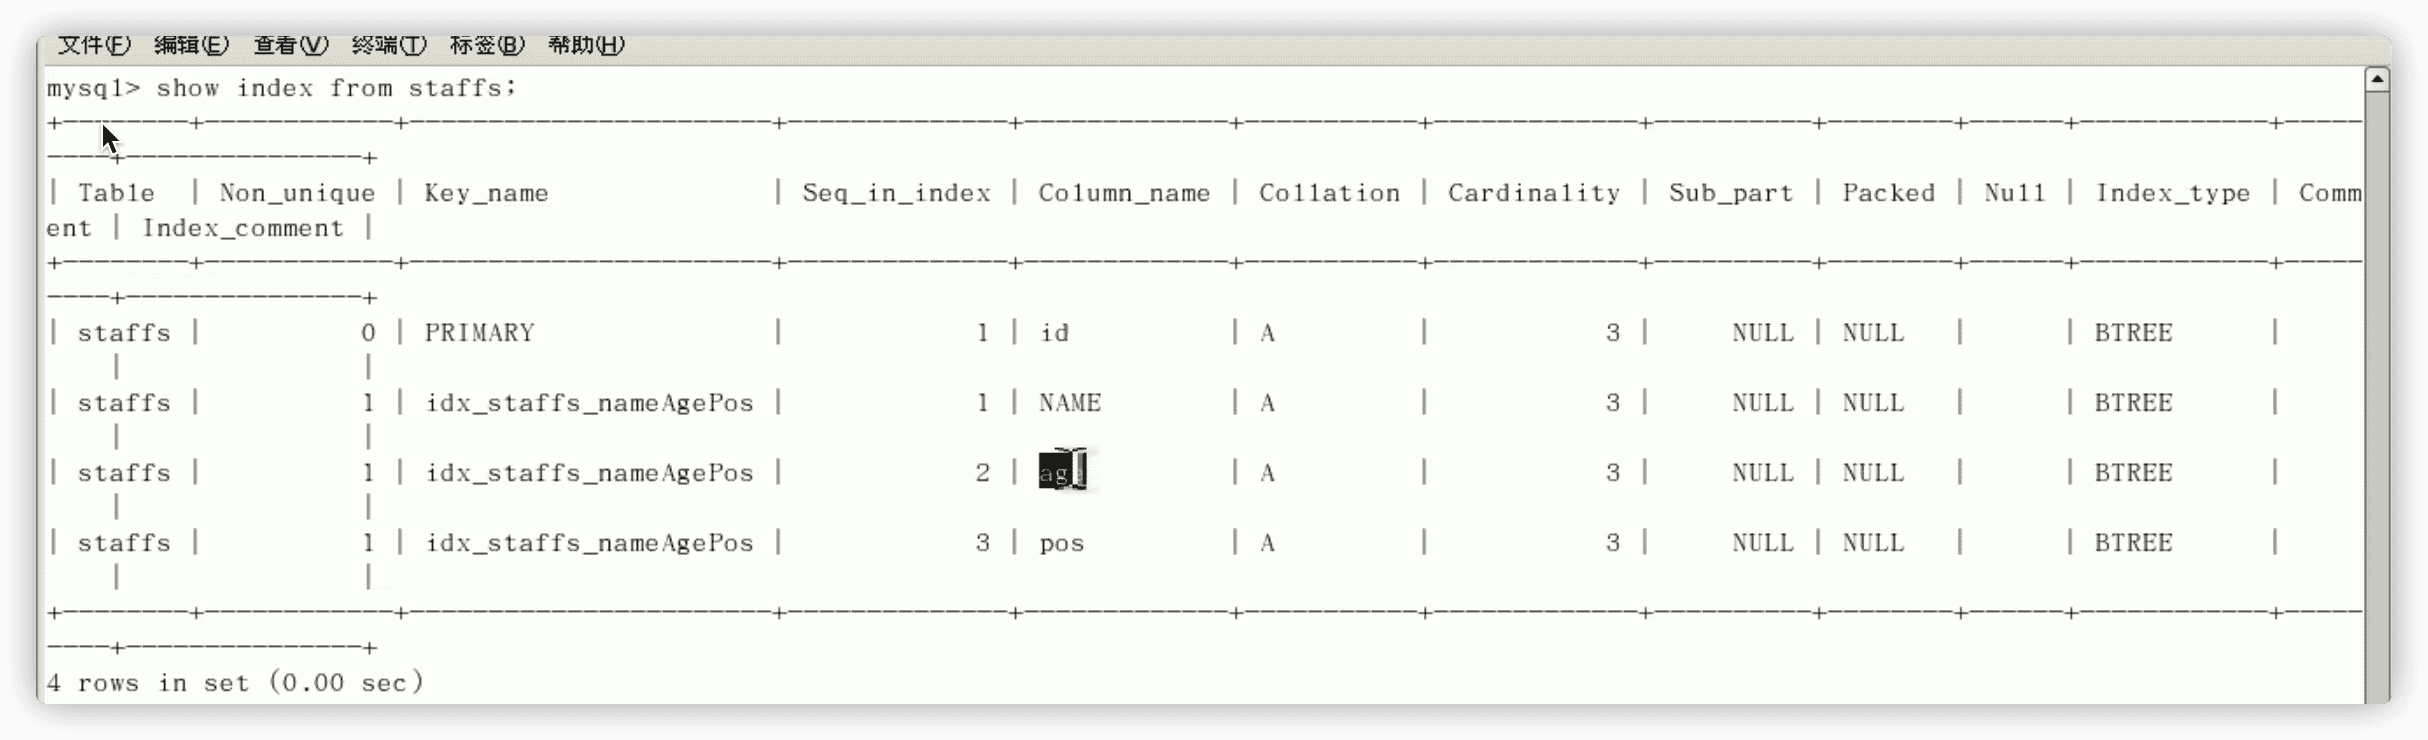 文件(F) 编辑(E) 查看(V) 终端(T) 标签(B) 帮助(H)
mysql> show index from staffs;
+--------+------------+----------------------+--------------+-------------+-----------+-------------+----------+--------+------+------------+-----
----+---------------+
| Table | Non_unique | Key_name | Seq_in_index | Column_name | Collation | Cardinality | Sub_part | Packed | Null | Index_type | Comm
ent | Index_comment |
+--------+------------+----------------------+--------------+-------------+-----------+-------------+----------+--------+------+------------+-----
----+---------------+
| staffs | 0 | PRIMARY | 1 | id | A | 3 | NULL | NULL | | BTREE |
| |
| staffs | 1 | idx_staffs_nameAgePos | 1 | NAME | A | 3 | NULL | NULL | | BTREE |
| |
| staffs | 1 | idx_staffs_nameAgePos | 2 | age | A | 3 | NULL | NULL | | BTREE |
| |
| staffs | 1 | idx_staffs_nameAgePos | 3 | pos | A | 3 | NULL | NULL | | BTREE |
| |
+--------+------------+----------------------+--------------+-------------+-----------+-------------+----------+--------+------+------------+-----
----+---------------+
4 rows in set (0.00 sec)